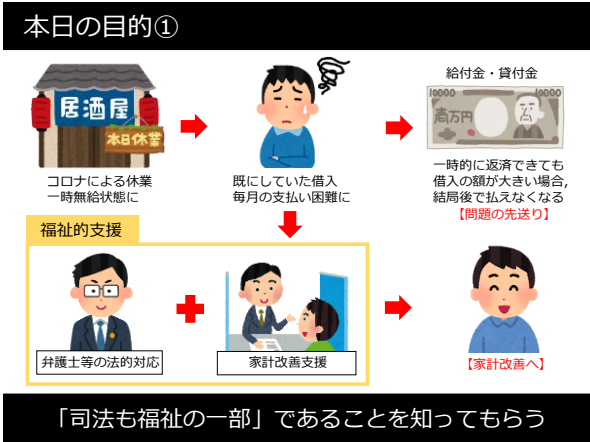 本日の目的①
居酒屋
本日休業
給付金・貸付金
10000
10000
壱万円
コロナによる休業
一時無給状態に
既にしていた借入
毎月の支払い困難に
一時的に返済できても
借入の額が大きい場合,
結局後で払えなくなる
【問題の先送り】
福祉的支援
弁護士等の法的対応
家計改善支援
【家計改善へ】
「司法も福祉の一部」であることを知ってもらう